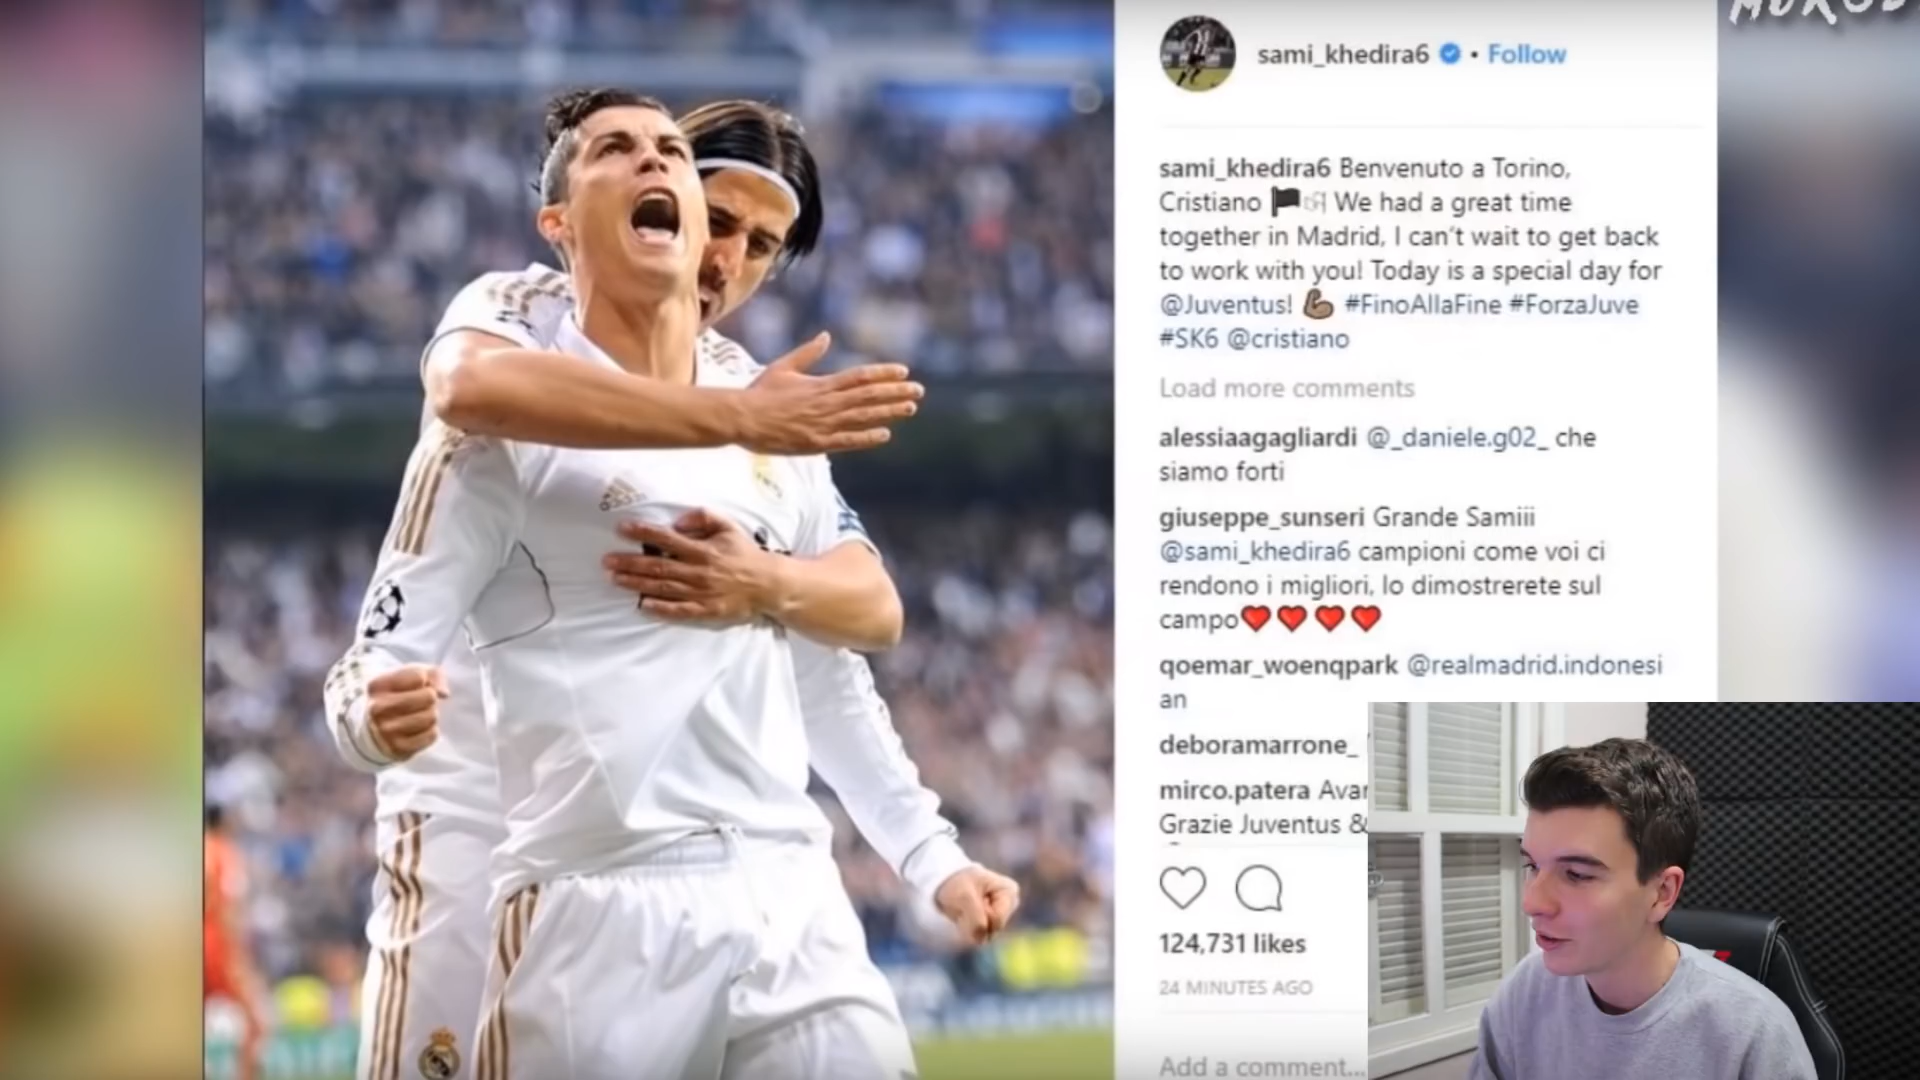 sami_khedira6 • Follow
sami_khedira6 Benvenuto a Torino,
Cristiano 🏴 We had a great time
together in Madrid, I can't wait to get back
to work with you! Today is a special day for
@Juventus! 💪🏾 #FinoAllaFine #ForzaJuve
#SK6 @cristiano
Load more comments
alessiaagagliardi @_daniele.g02_ che
siamo forti
giuseppe_sunseri Grande Samiii
@sami_khedira6 campioni come voi ci
rendono i migliori, lo dimostrerete sul
campo❤️❤️❤️❤️
qoemar_woenqpark @realmadrid.indonesi
an
deboramarrone_
mirco.patera
Grazie Juventus &
124,731 likes
24 MINUTES AGO
Add a comment...